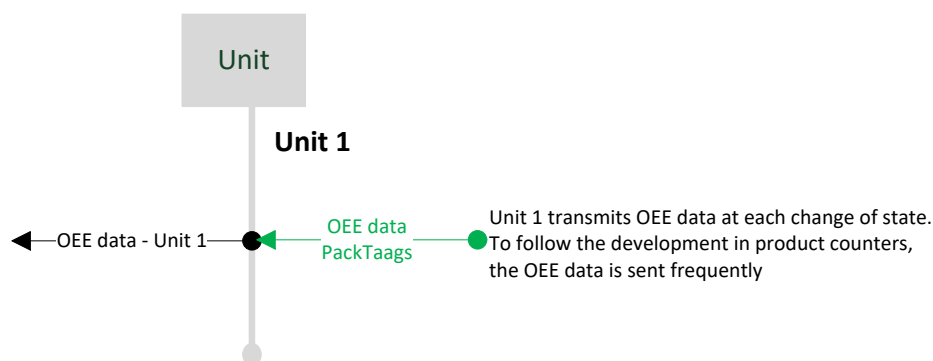 Unit
Unit 1
OEE data - Unit 1
OEE data
PackTaags
Unit 1 transmits OEE data at each change of state.
To follow the development in product counters,
the OEE data is sent frequently